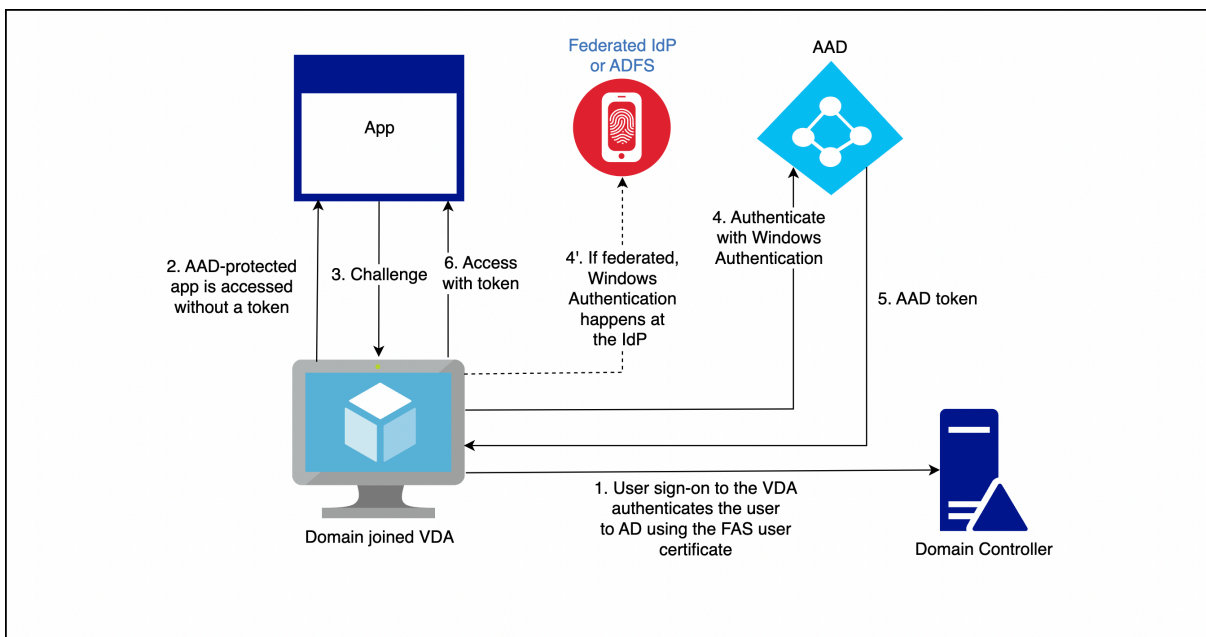 Federated IdP
or ADFS
AAD
App
2. AAD-protected
app is accessed
without a token
3. Challenge
6. Access
with token
4'. If federated,
Windows
Authentication
happens at
the IdP
4. Authenticate
with Windows
Authentication
5. AAD token
Domain joined VDA
1. User sign-on to the VDA
authenticates the user
to AD using the FAS user
certificate
Domain Controller